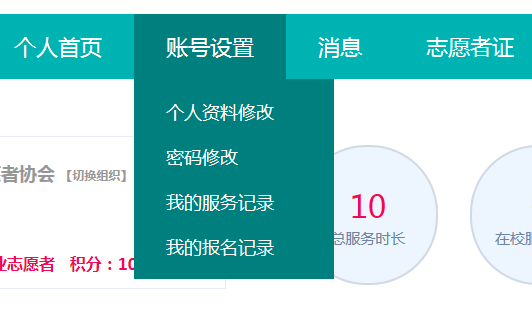 个人首页 账号设置 消息 志愿者证
个人资料修改
密码修改
我的服务记录
我的报名记录
者协会 【切换组织】
10
总服务时长
在校服
志愿者 积分：10